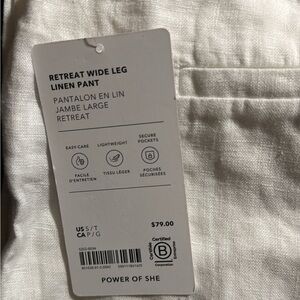 RETREAT WIDE LEG
LINEN PANT
PANTALON EN LIN
JAMBE LARGE
RETREAT
EASY-CARE
LIGHTWEIGHT
SECURE
POCKETS
FACILE
D'ENTRETIEN
TISSU LÉGER
POCHES
SÉCURISÉES
US S / T
CA P / G
$79.00
Certified
B
Corporation
POWER OF SHE